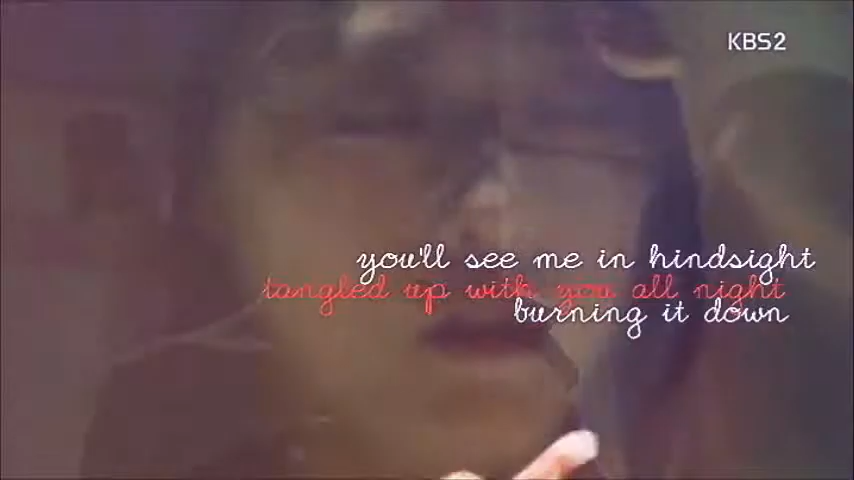 KBS2
you'll see me in hindsight
tangled up with you all night
burning it down